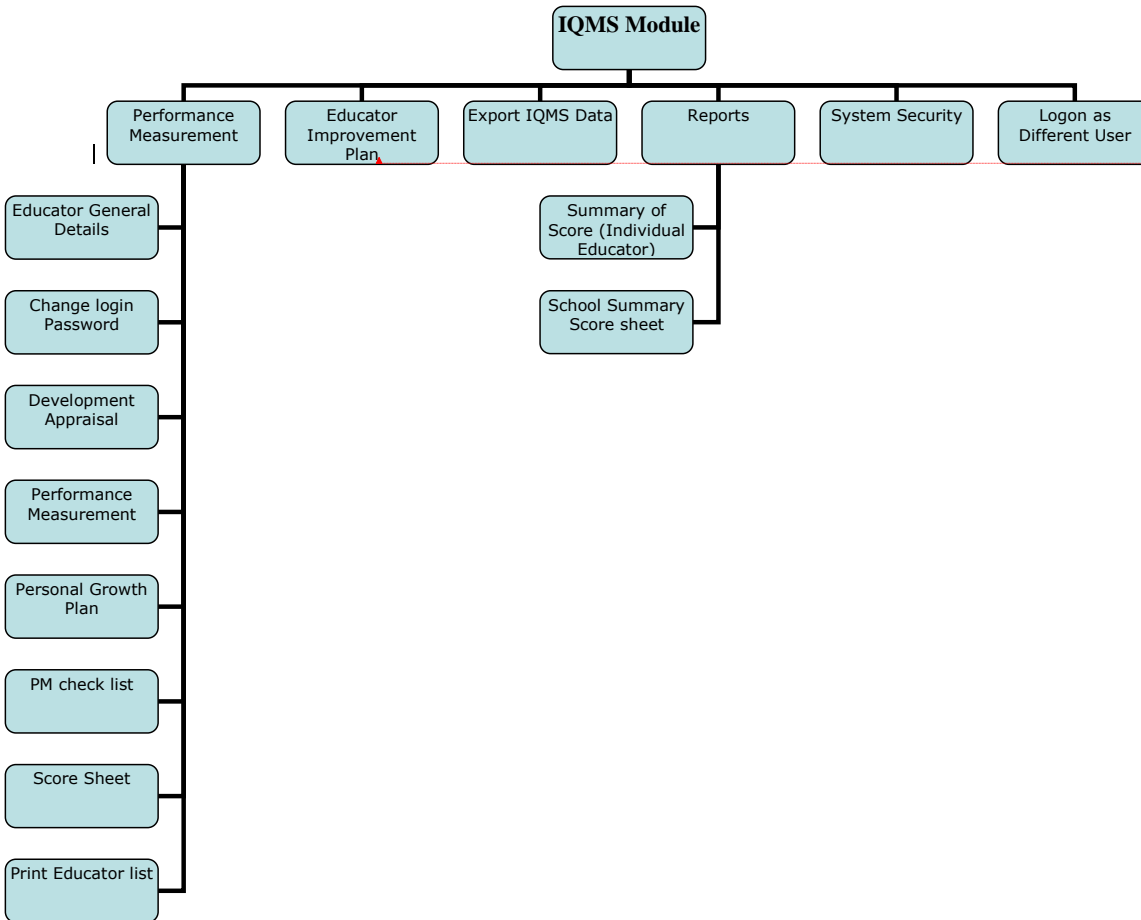 IQMS Module
Performance
Measurement
Educator
Improvement
Plan
Export IQMS Data
Reports
System Security
Logon as
Different User
Educator General
Details
Change login
Password
Development
Appraisal
Performance
Measurement
Personal Growth
Plan
PM check list
Score Sheet
Print Educator list
Summary of
Score (Individual
Educator)
School Summary
Score sheet